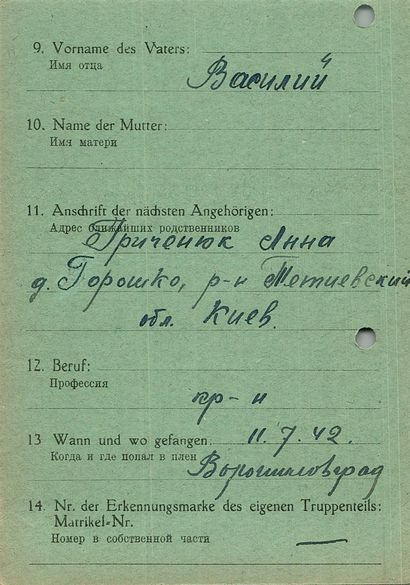 9. Vorname des Vaters:
Имя отца
Василий
10. Name der Mutter:
Имя матери
11. Anschrift der nächsten Angehörigen:
Адрес ближайших родственников
Гриченюк Анна
д. Горошко, р-н Тетиевский
обл. Киев.
12. Beruf:
Профессия
кр-н
13 Wann und wo gefangen: 11.7.42.
Когда и где попал в плен
Ворошиловград
14. Nr. der Erkennungsmarke des eigenen Truppenteils:
Matrikel-Nr.
Номер в собственной части
—